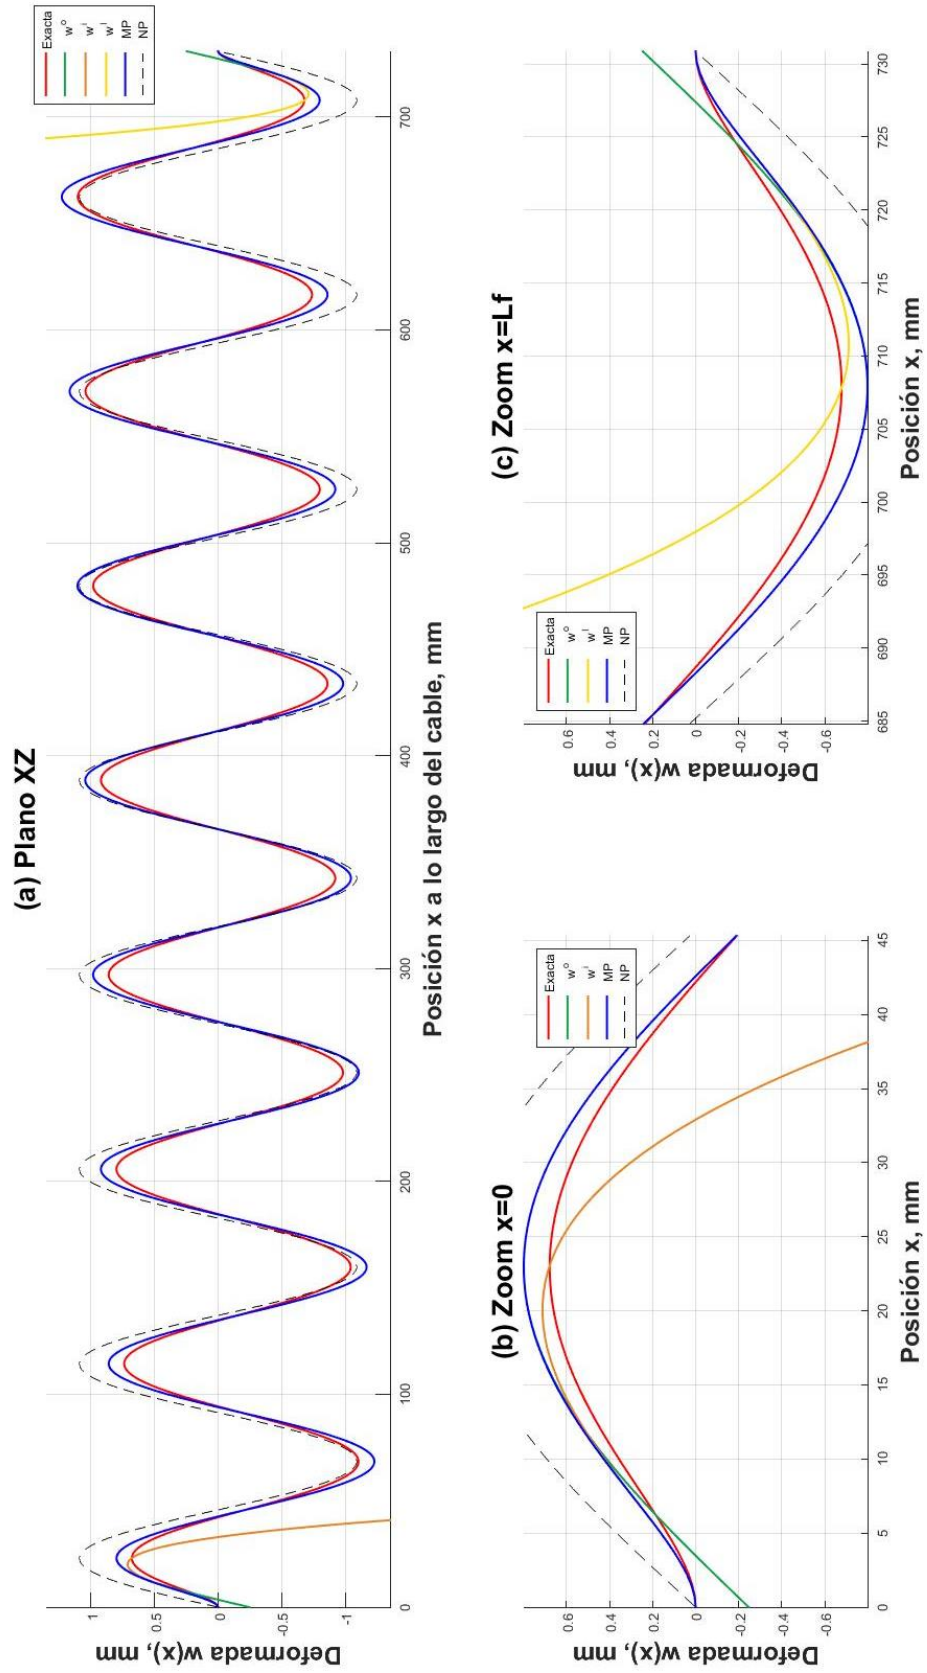 (a) Plano XZ
Exacta
w°
wⁱ
wˡ
MP
NP
1
0.5
0
-0.5
-1
Deformada w(x), mm
0
100
200
300
400
500
600
700
Posición x a lo largo del cable, mm
(b) Zoom x=0
Exacta
w°
wⁱ
MP
NP
0.6
0.4
0.2
0
-0.2
-0.4
-0.6
Deformada w(x), mm
0
5
10
15
20
25
30
35
40
45
Posición x, mm
(c) Zoom x=Lf
Exacta
w°
wˡ
MP
NP
0.6
0.4
0.2
0
-0.2
-0.4
-0.6
Deformada w(x), mm
685
690
695
700
705
710
715
720
725
730
Posición x, mm